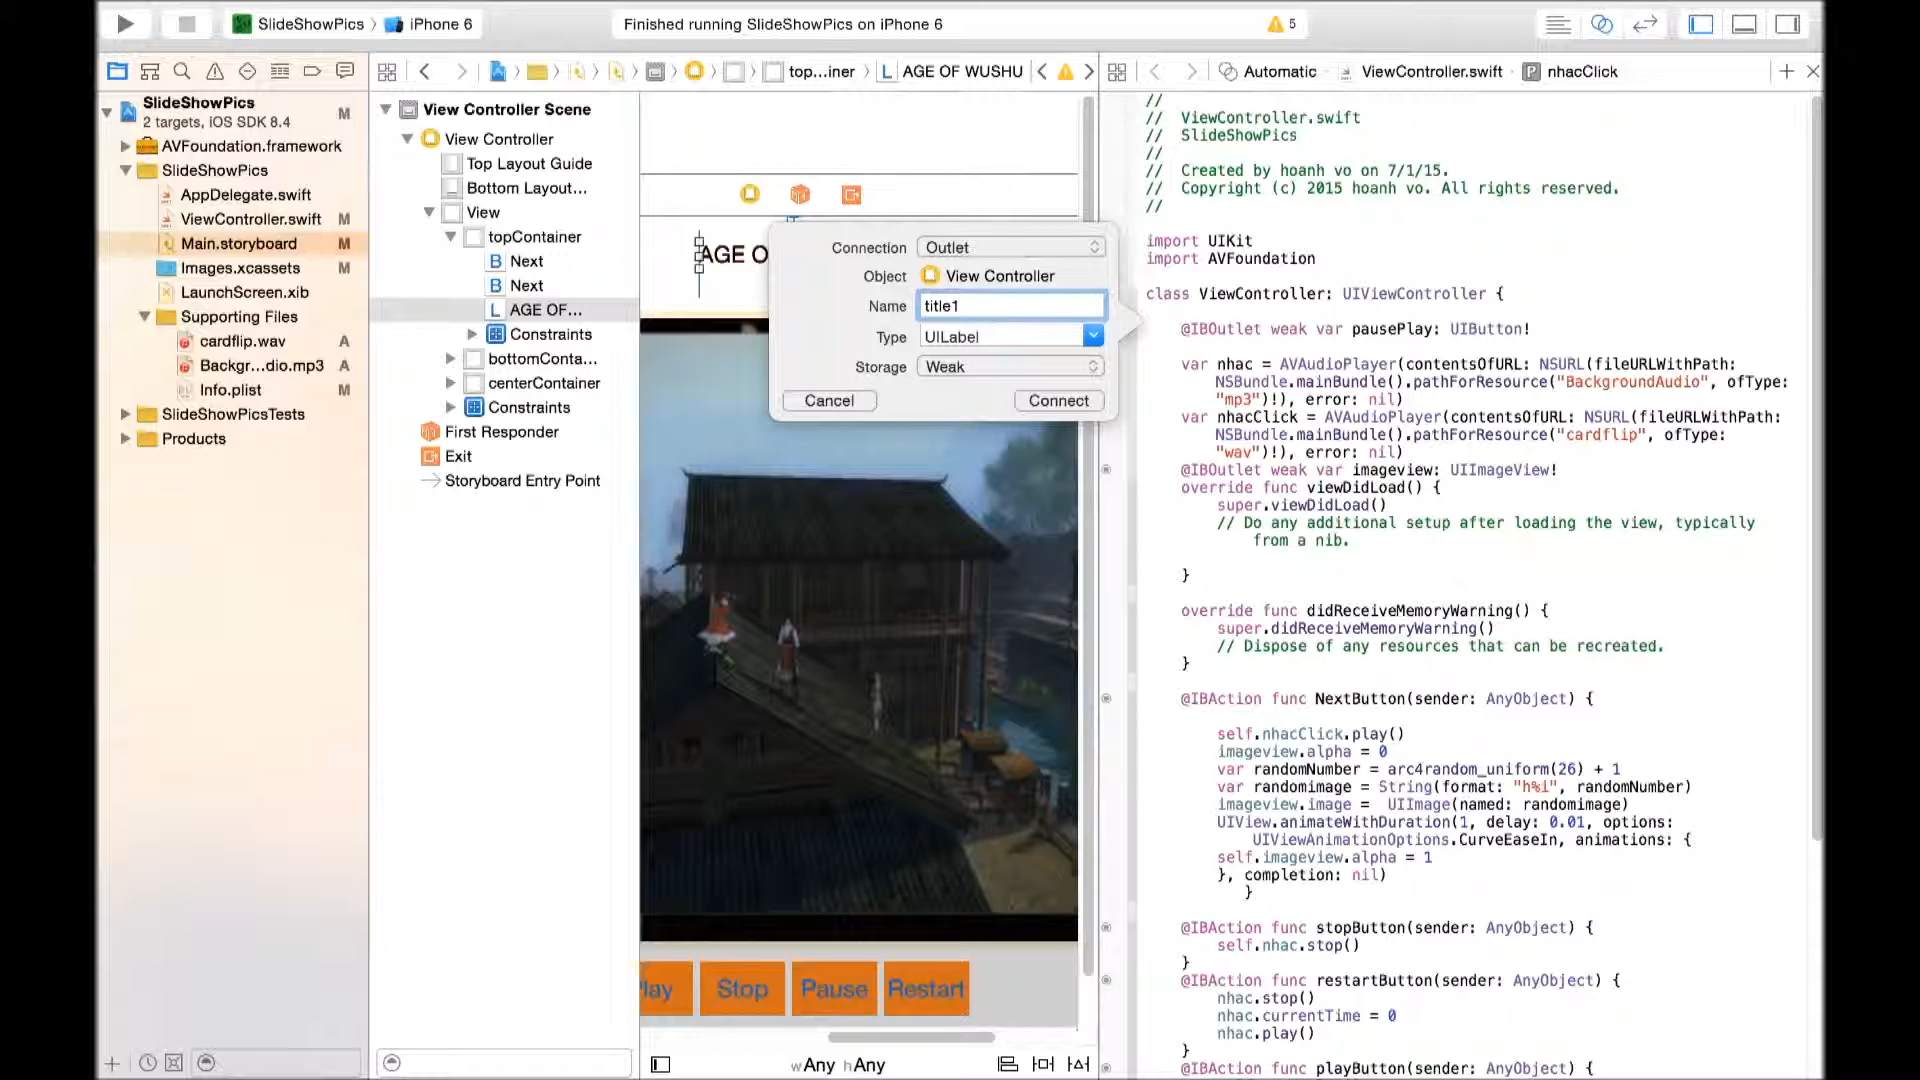 SlideShowPics
iPhone 6
Finished running SlideShowPics on iPhone 6
5
top...iner
L
AGE OF WUSHU
Automatic
ViewController.swift
P
nhacClick
SlideShowPics
2 targets, iOS SDK 8.4
M
AVFoundation.framework
SlideShowPics
AppDelegate.swift
ViewController.swift
M
Main.storyboard
M
Images.xcassets
M
LaunchScreen.xib
Supporting Files
cardflip.wav
A
Backgr...dio.mp3
A
Info.plist
M
SlideShowPicsTests
Products
View Controller Scene
View Controller
Top Layout Guide
Bottom Layout...
View
topContainer
B Next
B Next
L AGE OF...
Constraints
bottomConta...
centerContainer
Constraints
First Responder
Exit
Storyboard Entry Point
AGE O
Connection
Outlet
Object
View Controller
Name
title1
Type
UILabel
Storage
Weak
Cancel
Connect
lay
Stop
Pause
Restart
wAny hAny
//
// ViewController.swift
// SlideShowPics
//
// Created by hoanh vo on 7/1/15.
// Copyright (c) 2015 hoanh vo. All rights reserved.
//
import UIKit
import AVFoundation
class ViewController: UIViewController {
@IBOutlet weak var pausePlay: UIButton!
var nhac = AVAudioPlayer(contentsOfURL: NSURL(fileURLWithPath:
NSBundle.mainBundle().pathForResource("BackgroundAudio", ofType:
"mp3")!), error: nil)
var nhacClick = AVAudioPlayer(contentsOfURL: NSURL(fileURLWithPath:
NSBundle.mainBundle().pathForResource("cardflip", ofType:
"wav")!), error: nil)
@IBOutlet weak var imageview: UIImageView!
override func viewDidLoad() {
super.viewDidLoad()
// Do any additional setup after loading the view, typically
from a nib.
}
override func didReceiveMemoryWarning() {
super.didReceiveMemoryWarning()
// Dispose of any resources that can be recreated.
}
@IBAction func NextButton(sender: AnyObject) {
self.nhacClick.play()
imageview.alpha = 0
var randomNumber = arc4random_uniform(26) + 1
var randomimage = String(format: "h%i", randomNumber)
imageview.image =  UIImage(named: randomimage)
UIView.animateWithDuration(1, delay: 0.01, options:
UIViewAnimationOptions.CurveEaseIn, animations: {
self.imageview.alpha = 1
}, completion: nil)
}
@IBAction func stopButton(sender: AnyObject) {
self.nhac.stop()
}
@IBAction func restartButton(sender: AnyObject) {
nhac.stop()
nhac.currentTime = 0
nhac.play()
}
@IBAction func playButton(sender: AnyObject) {